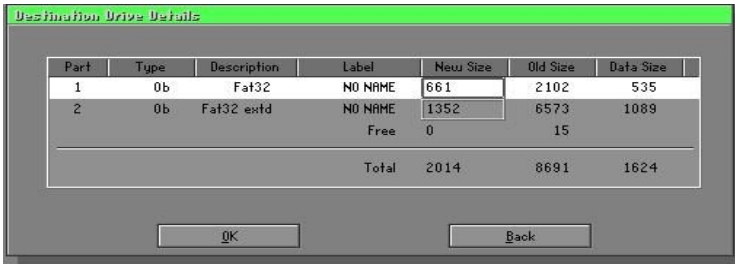 Destination Drive Details
Part Type Description Label New Size Old Size Data Size
1 0b Fat32 NO NAME 661 2102 535
2 0b Fat32 extd NO NAME 1352 6573 1089
Free 0 15
Total 2014 8691 1624
OK Back